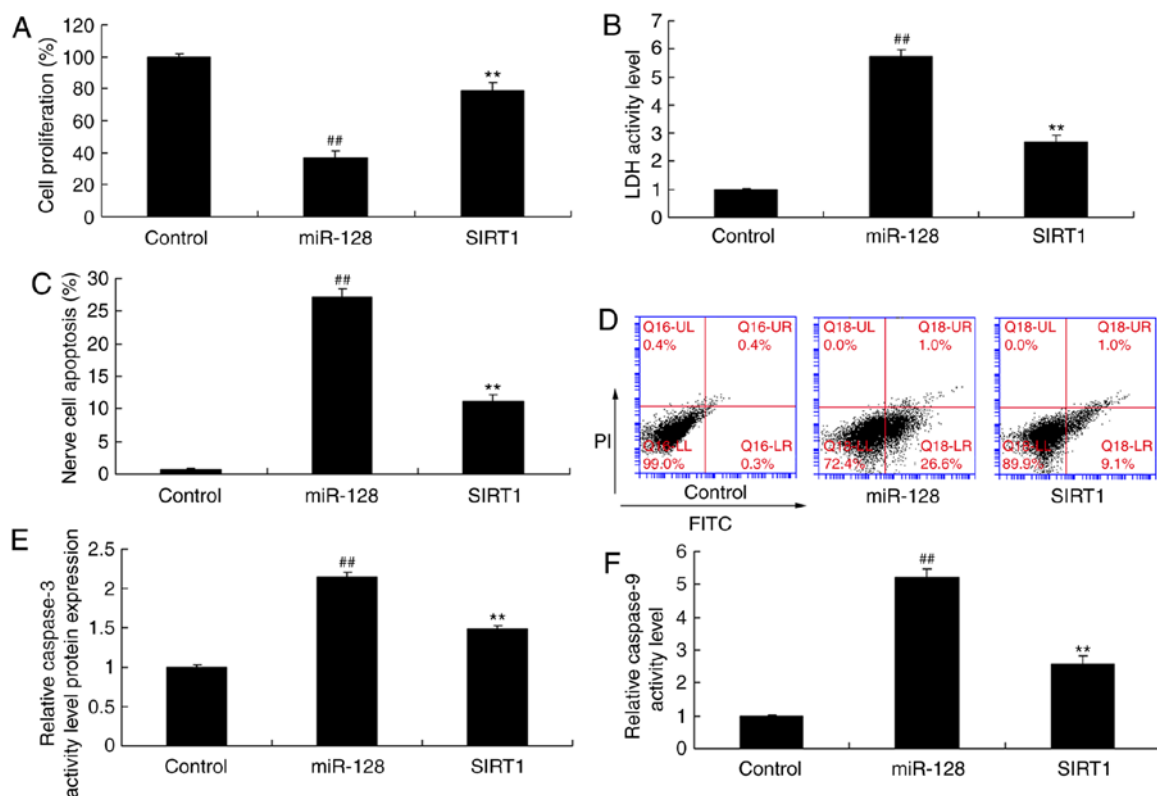 A
Cell proliferation (%)
120
100
80
60
40
20
0
##
**
Control
miR-128
SIRT1
B
LDH activity level
7
6
5
4
3
2
1
0
##
**
Control
miR-128
SIRT1
C
Nerve cell apoptosis (%)
30
25
20
15
10
5
0
##
**
Control
miR-128
SIRT1
D
PI
Q16-UL
0.4%
Q16-UR
0.4%
Q16-LL
99.0%
Q16-LR
0.3%
Control
Q18-UL
0.0%
Q18-UR
1.0%
Q18-LL
72.4%
Q18-LR
26.6%
miR-128
Q18-UL
0.0%
Q18-UR
1.0%
Q18-LL
89.9%
Q18-LR
9.1%
SIRT1
FITC
E
Relative caspase-3
activity level protein expression
2.5
2
1.5
1
0.5
0
##
**
Control
miR-128
SIRT1
F
Relative caspase-9
activity level
6
5
4
3
2
1
0
##
**
Control
miR-128
SIRT1